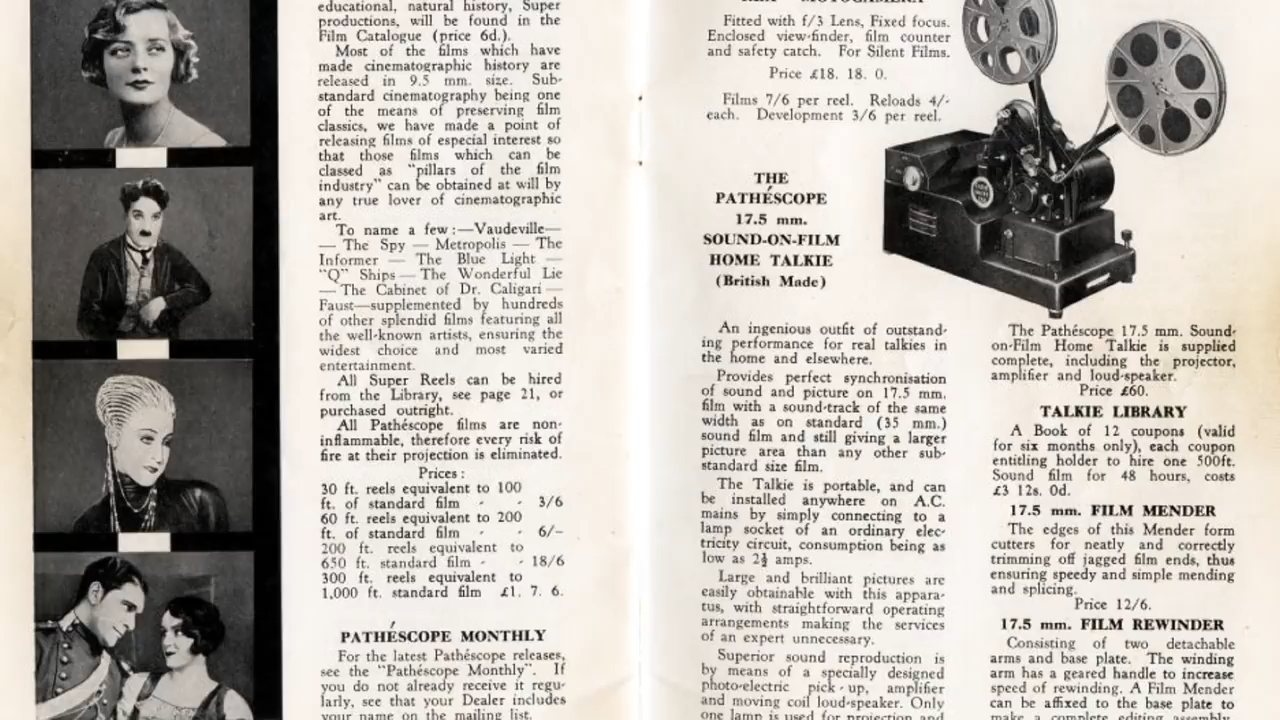 educational, natural history, Super
productions, will be found in the
Film Catalogue (price 6d.).
Most of the films which have
made cinematographic history are
released in 9.5 mm. size. Sub-
standard cinematography being one
of the means of preserving film
classics, we have made a point of
releasing films of especial interest so
that those films which can be
classed as "pillars of the film
industry" can be obtained at will by
any true lover of cinematographic
art.
To name a few:—Vaudeville—
— The Spy — Metropolis — The
Informer — The Blue Light —
"Q" Ships — The Wonderful Lie
— The Cabinet of Dr. Caligari —
Faust—supplemented by hundreds
of other splendid films featuring all
the well-known artists, ensuring the
widest choice and most varied
entertainment.
All Super Reels can be hired
from the Library, see page 21, or
purchased outright.
All Pathéscope films are non-
inflammable, therefore every risk of
fire at their projection is eliminated.
Prices:
30 ft. reels equivalent to 100
ft. of standard film - - 3/6
60 ft. reels equivalent to 200
ft. of standard film - - 6/-
200 ft. reels equivalent to
650 ft. standard film - - 18/6
300 ft. reels equivalent to
1,000 ft. standard film £1. 7. 6.
PATHÉSCOPE MONTHLY
For the latest Pathéscope releases,
see the "Pathéscope Monthly". If
you do not already receive it regu-
larly, see that your Dealer includes
your name on the mailing list.
MOTOCAMERA
Fitted with f/3 Lens, Fixed focus.
Enclosed view-finder, film counter
and safety catch. For Silent Films.
Price £18. 18. 0.
Films 7/6 per reel. Reloads 4/-
each. Development 3/6 per reel.
THE
PATHÉSCOPE
17.5 mm.
SOUND-ON-FILM
HOME TALKIE
(British Made)
An ingenious outfit of outstand-
ing performance for real talkies in
the home and elsewhere.
Provides perfect synchronisation
of sound and picture on 17.5 mm.
film with a sound-track of the same
width as on standard (35 mm.)
sound film and still giving a larger
picture area than any other sub-
standard size film.
The Talkie is portable, and can
be installed anywhere on A.C.
mains by simply connecting to a
lamp socket of an ordinary elec-
tricity circuit, consumption being as
low as 2½ amps.
Large and brilliant pictures are
easily obtainable with this appara-
tus, with straightforward operating
arrangements making the services
of an expert unnecessary.
Superior sound reproduction is
by means of a specially designed
photo-electric pick-up, amplifier
and moving coil loud-speaker. Only
one lamp is used for projection and
The Pathéscope 17.5 mm. Sound-
on-Film Home Talkie is supplied
complete, including the projector,
amplifier and loud-speaker.
Price £60.
TALKIE LIBRARY
A Book of 12 coupons (valid
for six months only), each coupon
entitling holder to hire one 500ft.
Sound film for 48 hours, costs
£3 12s. 0d.
17.5 mm. FILM MENDER
The edges of this Mender form
cutters for neatly and correctly
trimming off jagged film ends, thus
ensuring speedy and simple mending
and splicing.
Price 12/6.
17.5 mm. FILM REWINDER
Consisting of two detachable
arms and base plate. The winding
arm has a geared handle to increase
speed of rewinding. A Film Mender
can be affixed to the base plate to
make a complete editing assembly.